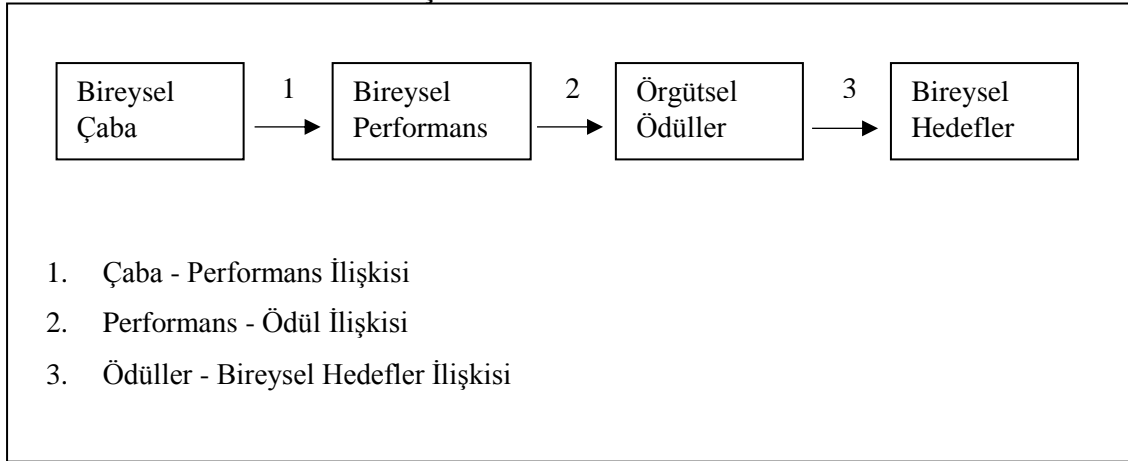 Bireysel
Çaba
1
Bireysel
Performans
2
Örgütsel
Ödüller
3
Bireysel
Hedefler
1. Çaba - Performans İlişkisi
2. Performans - Ödül İlişkisi
3. Ödüller - Bireysel Hedefler İlişkisi